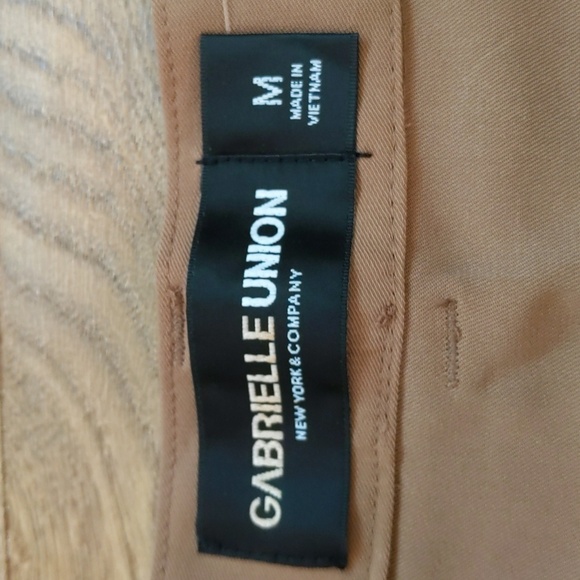 GABRIELLE UNION
NEW YORK & COMPANY
M
MADE IN
VIETNAM